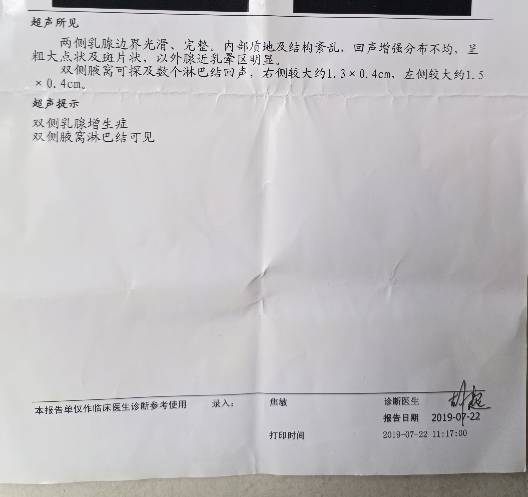 超声所见
两侧乳腺边界光滑、完整。内部质地及结构紊乱，回声增强分布不均，呈
粗大点状及斑片状，以外腺近乳晕区明显。
双侧腋窝可探及数个淋巴结回声，右侧较大约1.3×0.4cm，左侧较大约1.5
×0.4cm。
超声提示
双侧乳腺增生症
双侧腋窝淋巴结可见
本报告单仅作临床医生诊断参考使用 录入： 焦敏 诊断医生
报告日期 2019-07-22
打印时间 2019-07-22 11:17:00